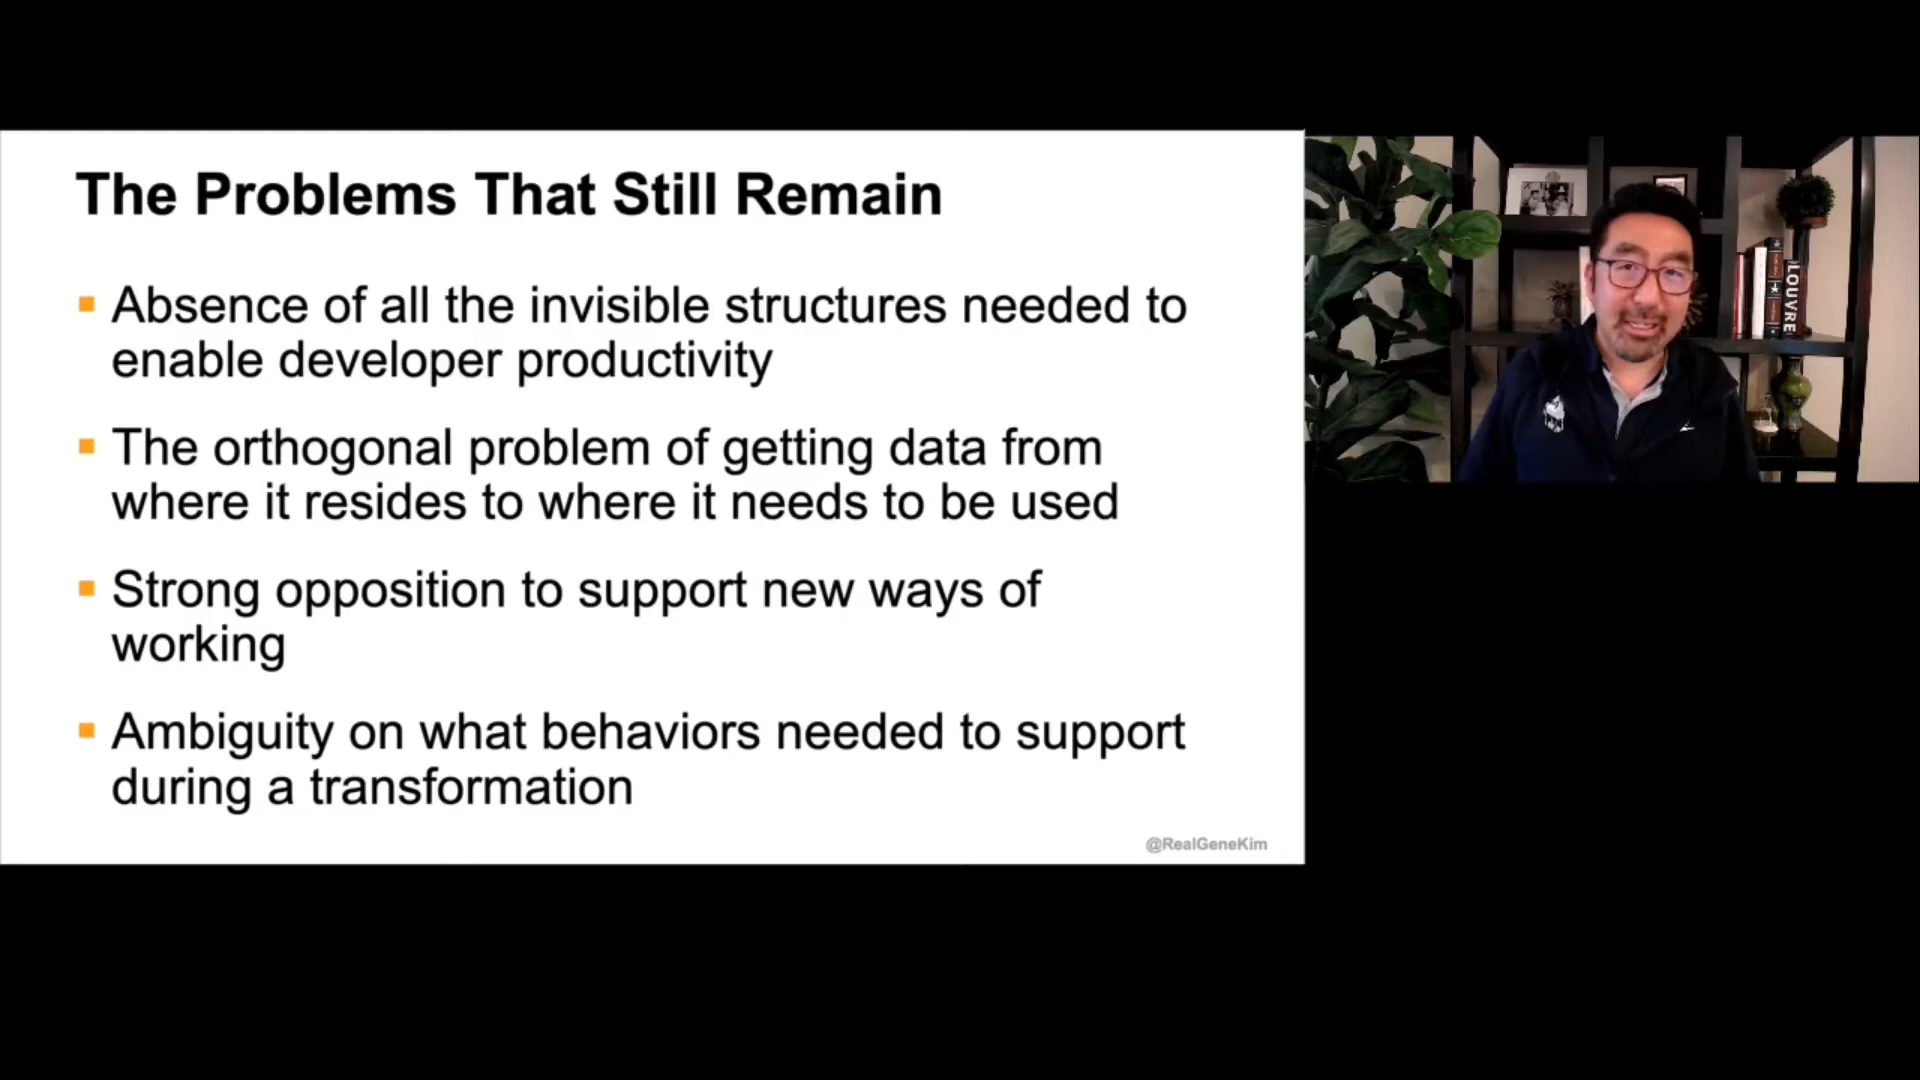 The Problems That Still Remain
Absence of all the invisible structures needed to
enable developer productivity
The orthogonal problem of getting data from
where it resides to where it needs to be used
Strong opposition to support new ways of
working
Ambiguity on what behaviors needed to support
during a transformation
@RealGeneKim
LOUVRE